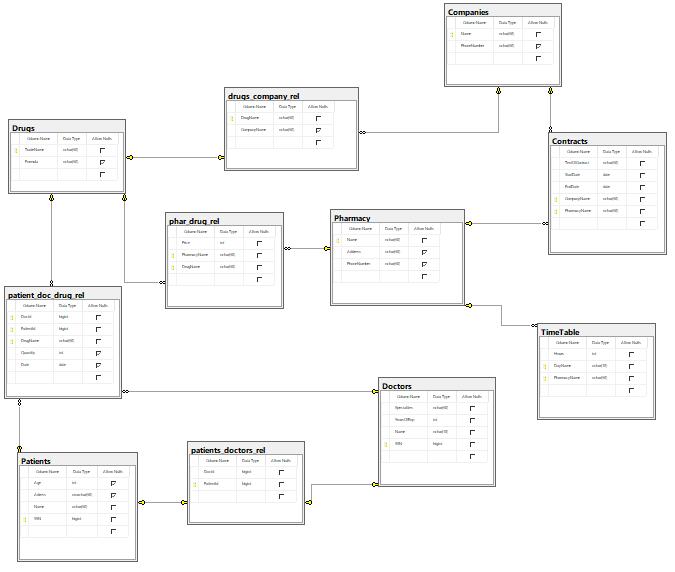 Companies
Column Name Data Type Allow Nulls
Name nchar(10)
PhoneNumber nchar(10)
drugs_company_rel
Column Name Data Type Allow Nulls
DrugName nchar(10)
CompanyName nchar(10)
Drugs
Column Name Data Type Allow Nulls
TradeName nchar(10)
Formula nchar(10)
Contracts
Column Name Data Type Allow Nulls
TextOfContract nchar(10)
StartDate date
EndDate date
CompanyName nchar(10)
PharmacyName nchar(10)
phar_drug_rel
Column Name Data Type Allow Nulls
Price int
PharmacyName nchar(10)
DrugName nchar(10)
Pharmacy
Column Name Data Type Allow Nulls
Name nchar(10)
Address nchar(10)
PhoneNumber nchar(10)
patient_doc_drug_rel
Column Name Data Type Allow Nulls
DocId bigint
PatientId bigint
DrugName nchar(10)
Quantity int
Date date
TimeTable
Column Name Data Type Allow Nulls
Hours int
DayName nchar(10)
PharmacyName nchar(10)
Doctors
Column Name Data Type Allow Nulls
Specialities nchar(10)
YearsOfExp int
Name nchar(10)
SSN bigint
patients_doctors_rel
Column Name Data Type Allow Nulls
DocId bigint
PatientId bigint
Patients
Column Name Data Type Allow Nulls
Age int
Address nvarchar(50)
Name nchar(10)
SSN bigint